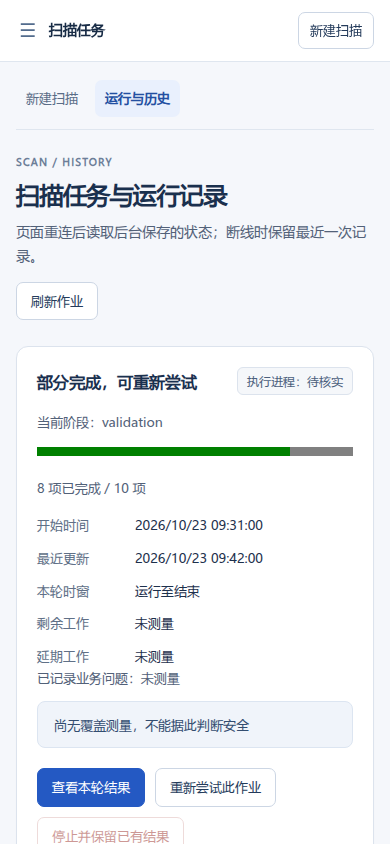 ☰ 扫描任务 新建扫描
新建扫描 运行与历史
SCAN / HISTORY
扫描任务与运行记录
页面重连后读取后台保存的状态；断线时保留最近一次记
录。
刷新作业
部分完成，可重新尝试 执行进程：待核实
当前阶段：validation
8 项已完成 / 10 项
开始时间 2026/10/23 09:31:00
最近更新 2026/10/23 09:42:00
本轮时窗 运行至结束
剩余工作 未测量
延期工作 未测量
已记录业务问题：未测量
尚无覆盖测量，不能据此判断安全
查看本轮结果 重新尝试此作业
停止并保留已有结果